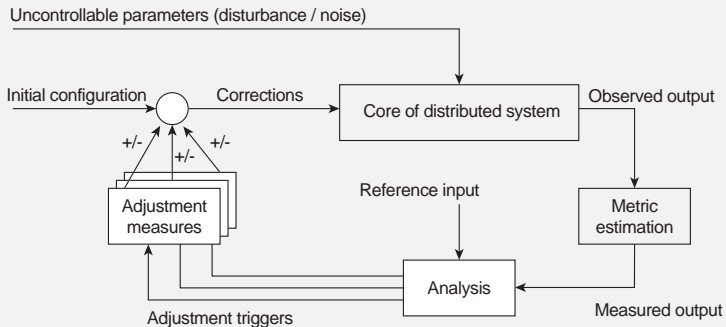 Uncontrollable parameters (disturbance / noise)
Initial configuration
Corrections
Core of distributed system
Observed output
+/-
+/-
+/-
Reference input
Adjustment
measures
Metric
estimation
Analysis
Adjustment triggers
Measured output